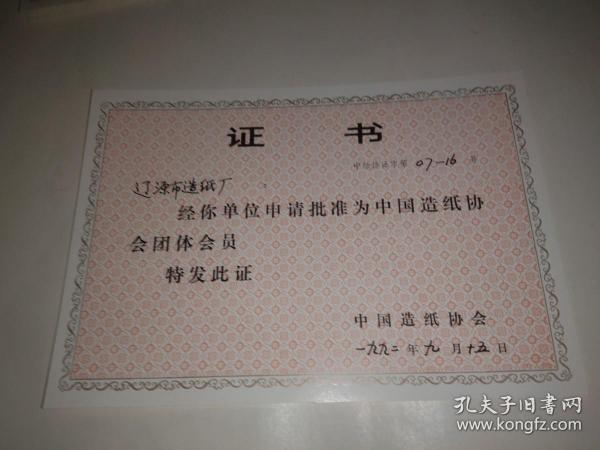 证 书
中纸协证字第 07-16 号
辽源市造纸厂：
经你单位申请批准为中国造纸协
会团体会员
特发此证
中国造纸协会
一九九二年九月十五日
孔夫子旧书网
www.kongfz.com